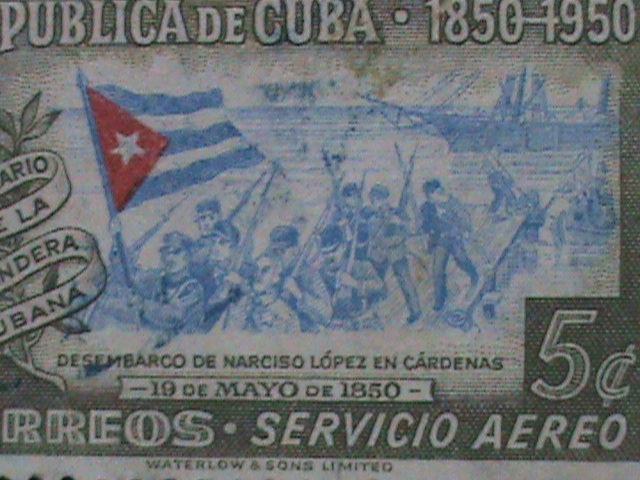 PUBLICA DE CUBA · 1850-1950
ARIO
E LA
NDERA
UBANA
DESEMBARCO DE NARCISO LÓPEZ EN CÁRDENAS
-19 DE MAYO DE 1850-
5¢
RREOS · SERVICIO AEREO
WATERLOW & SONS LIMITED